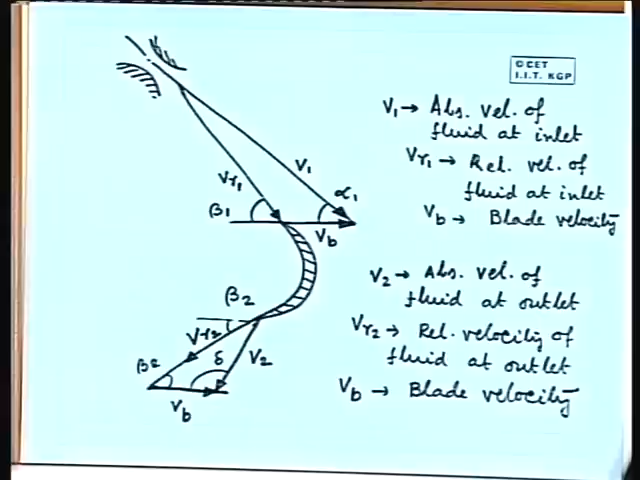 © CET
I.I.T. KGP
V₁ → Abs. vel. of
fluid at inlet
Vr₁ → Rel. vel. of
fluid at inlet
Vb → Blade velocity
V₂ → Abs. vel. of
fluid at outlet
Vr₂ → Rel. velocity of
fluid at outlet
Vb → Blade velocity
V₁
Vr₁
α₁
β₁
Vb
β₂
Vr₂
β₂
δ
V₂
Vb